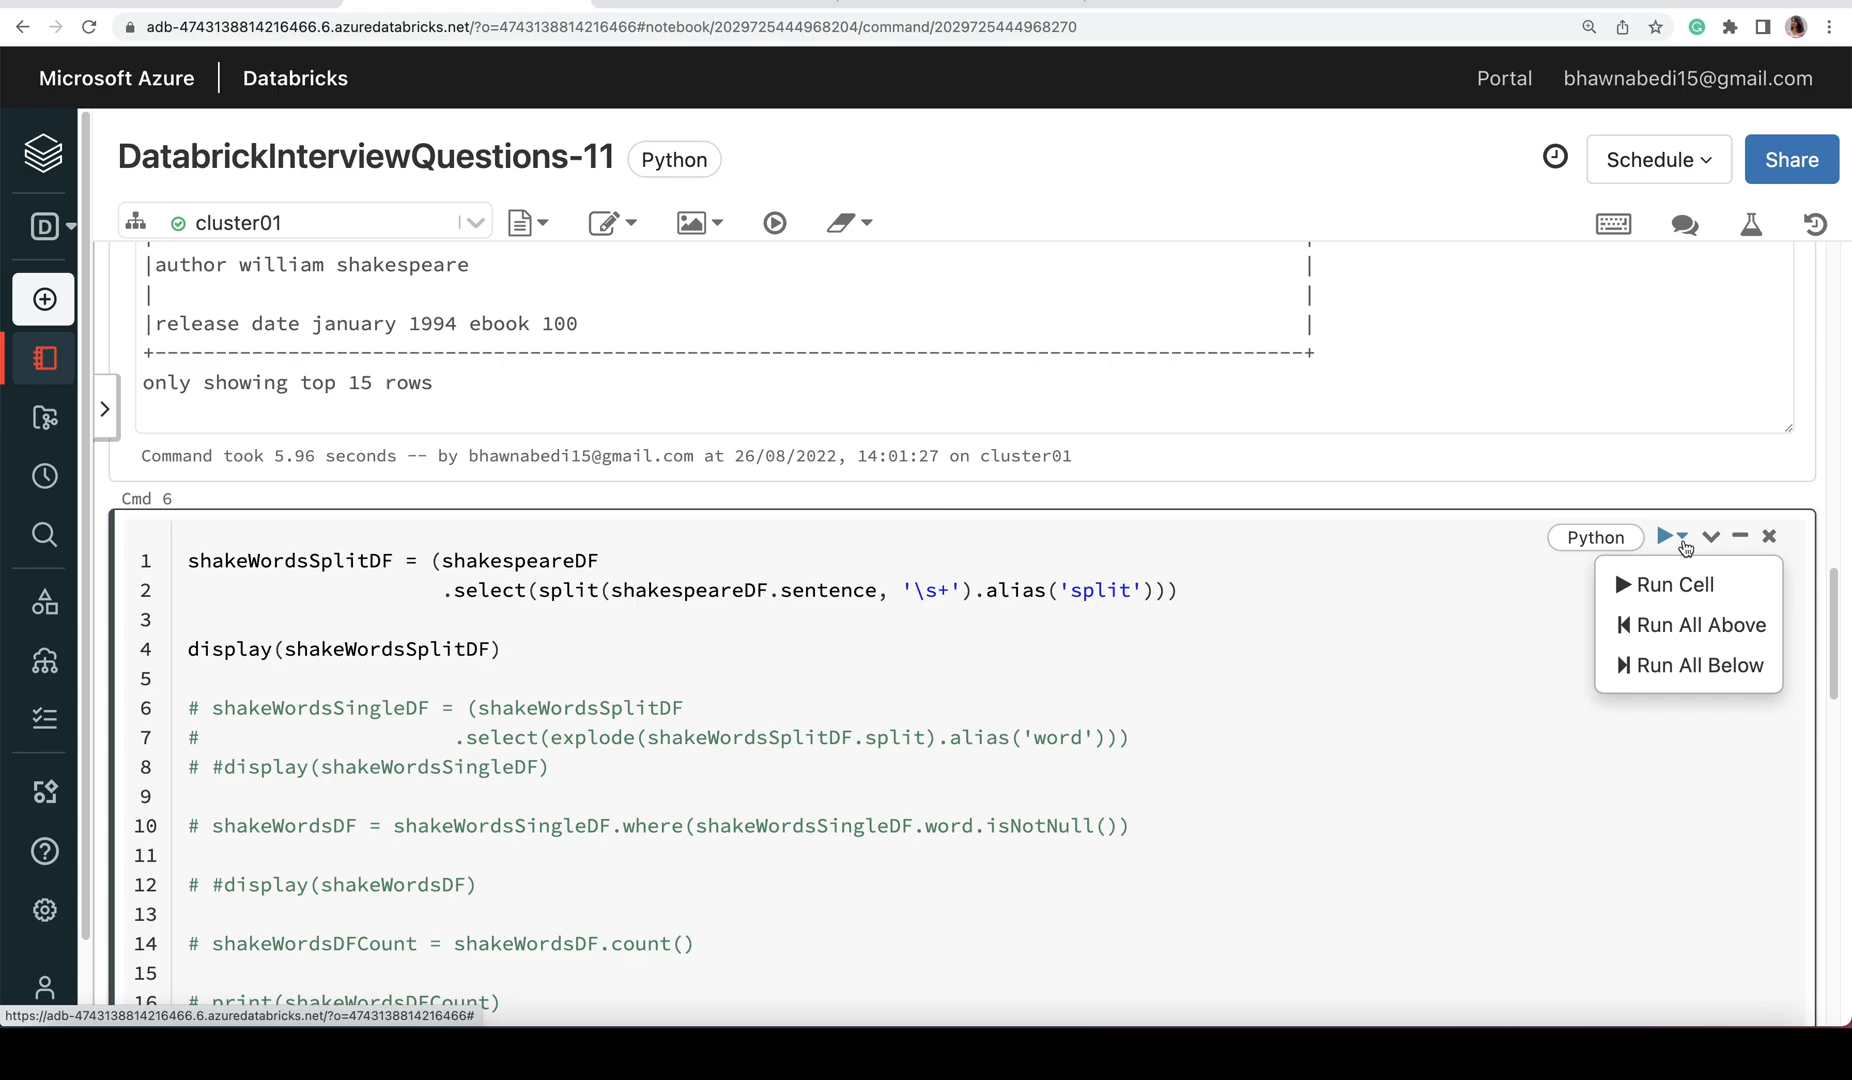 adb-4743138814216466.6.azuredatabricks.net/?o=4743138814216466#notebook/2029725444968204/command/2029725444968270
Microsoft Azure | Databricks
Portal bhawnabedi15@gmail.com
DatabrickInterviewQuestions-11 Python
Schedule Share
D
cluster01
|author william shakespeare |
| |
|release date january 1994 ebook 100 |
+------------------------------------------------------------------------------------------------+
only showing top 15 rows
Command took 5.96 seconds -- by bhawnabedi15@gmail.com at 26/08/2022, 14:01:27 on cluster01
Cmd 6
Python
Run Cell
Run All Above
Run All Below
1 shakeWordsSplitDF = (shakespeareDF
2 .select(split(shakespeareDF.sentence, '\s+').alias('split')))
3
4 display(shakeWordsSplitDF)
5
6 # shakeWordsSingleDF = (shakeWordsSplitDF
7 # .select(explode(shakeWordsSplitDF.split).alias('word')))
8 # #display(shakeWordsSingleDF)
9
10 # shakeWordsDF = shakeWordsSingleDF.where(shakeWordsSingleDF.word.isNotNull())
11
12 # #display(shakeWordsDF)
13
14 # shakeWordsDFCount = shakeWordsDF.count()
15
16 # print(shakeWordsDFCount)
https://adb-4743138814216466.6.azuredatabricks.net/?o=4743138814216466#